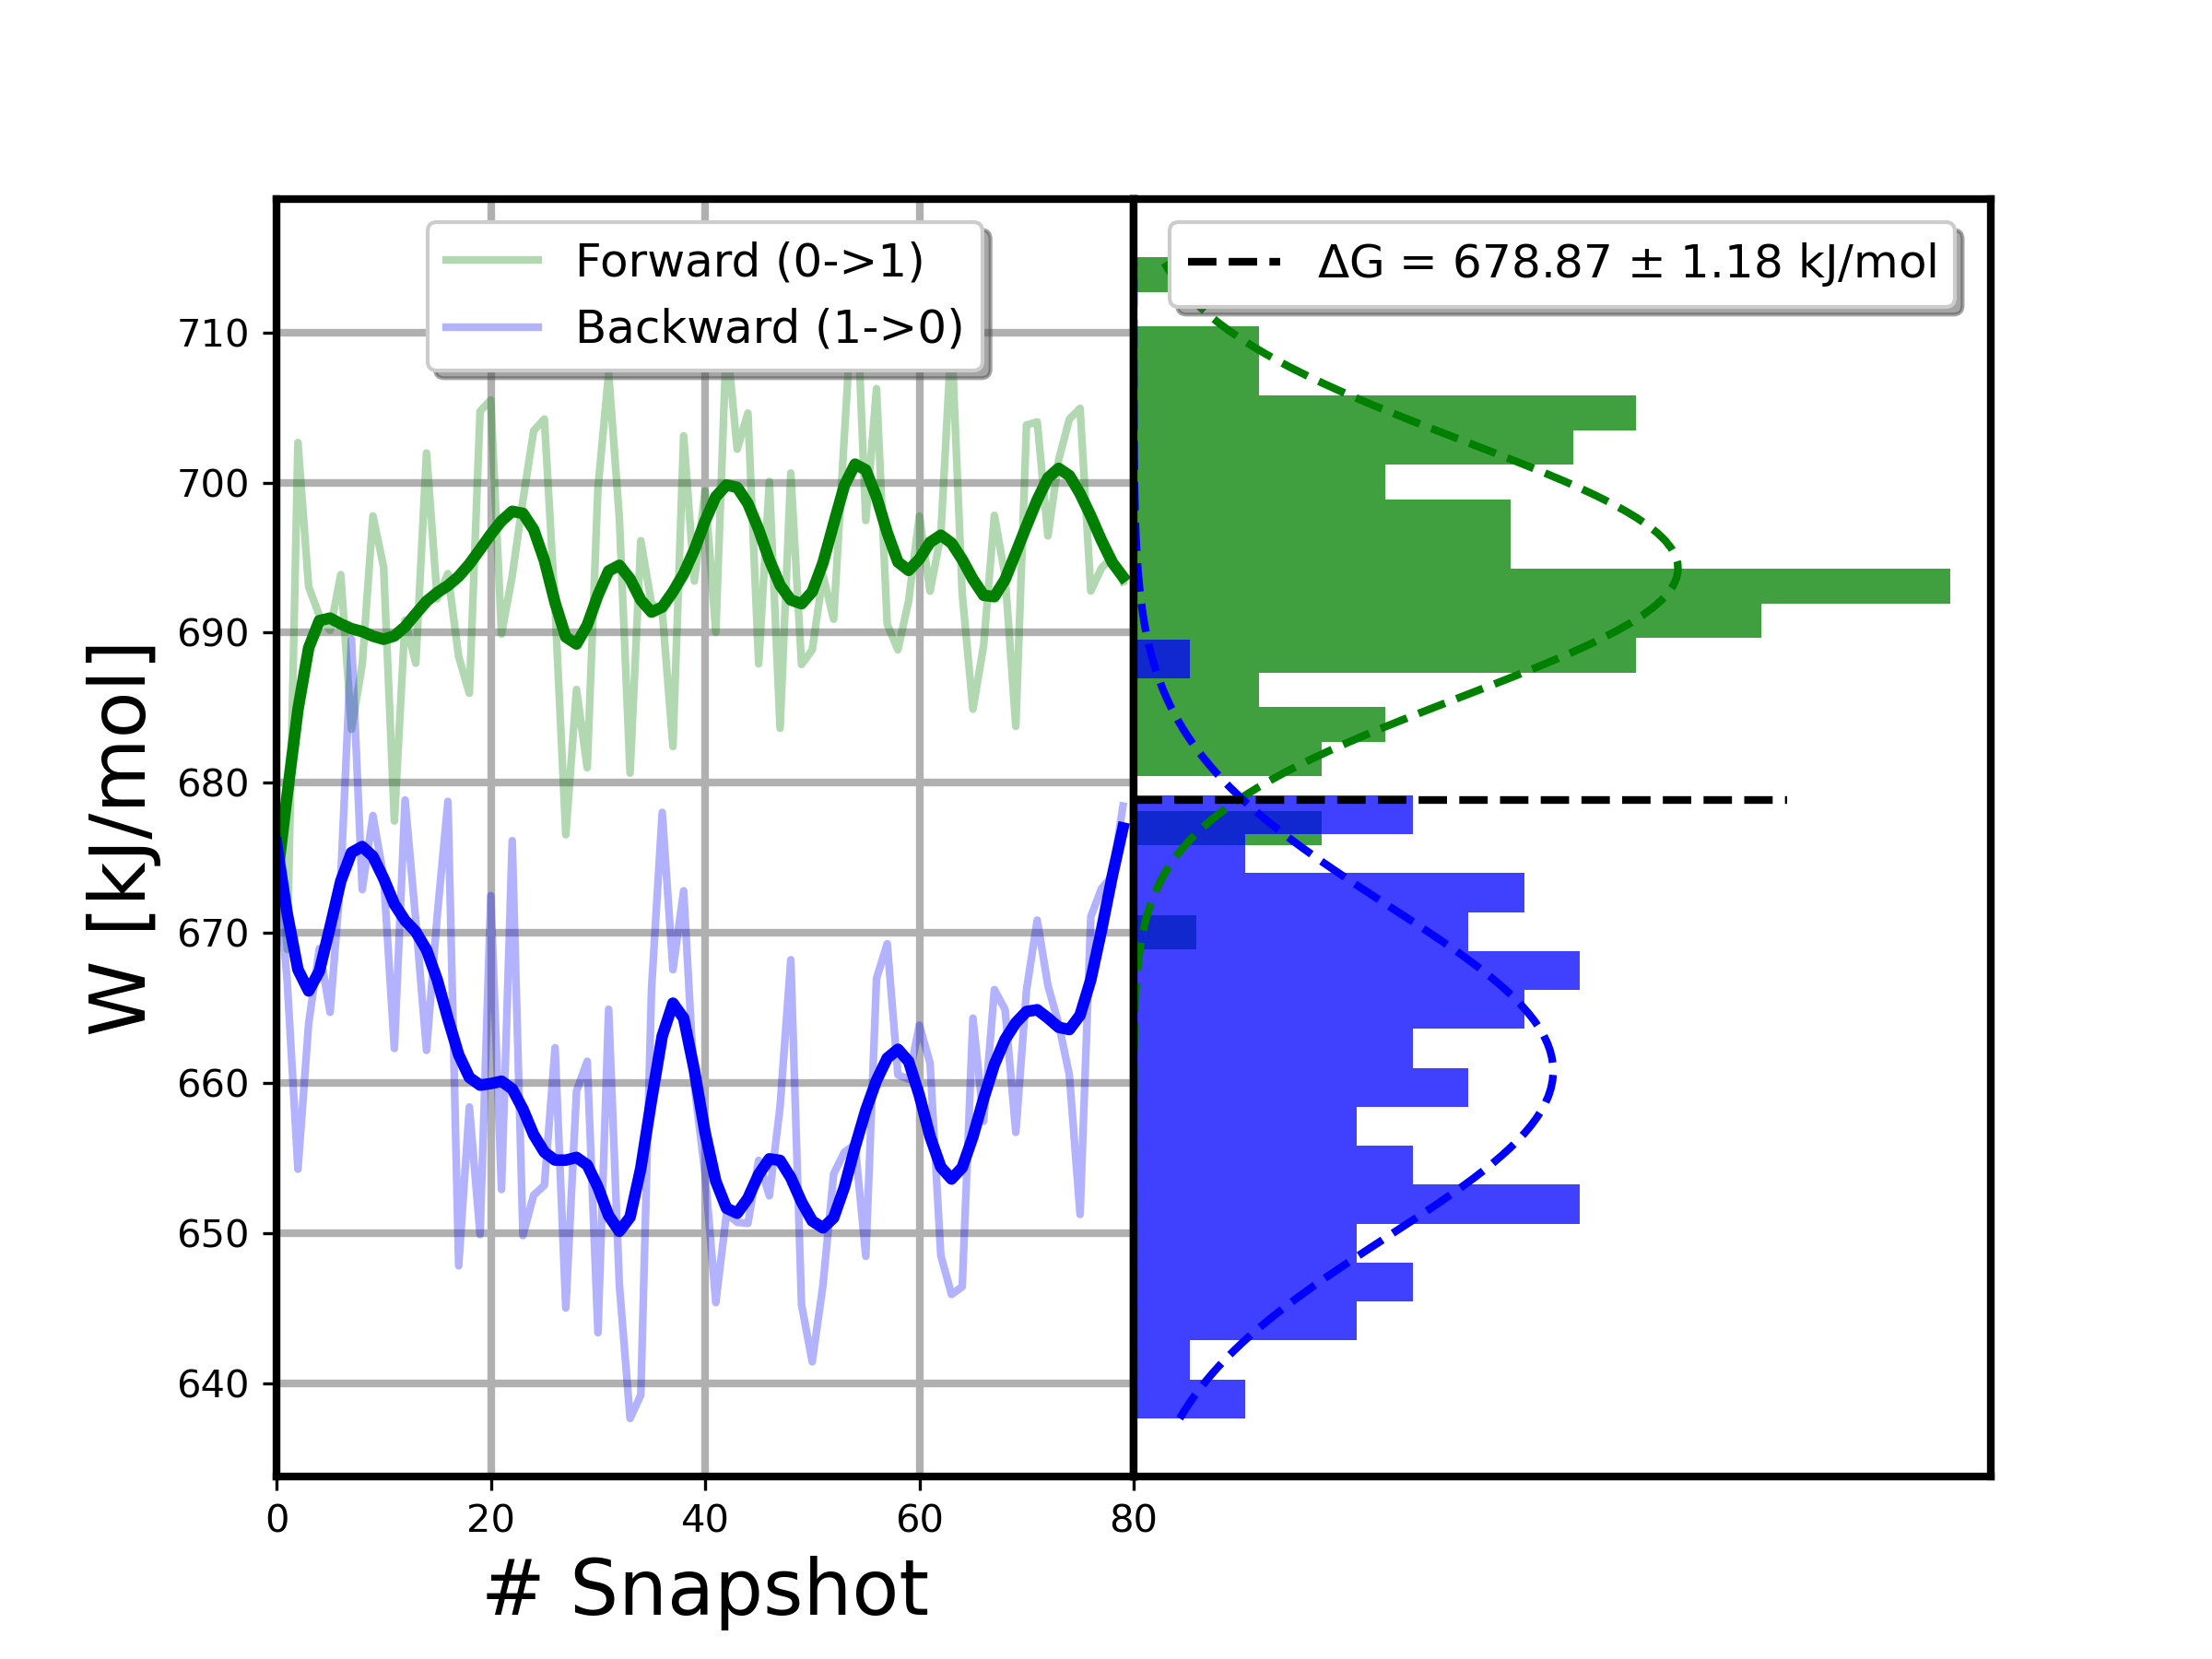 Forward (0->1)
Backward (1->0)
ΔG = 678.87 ± 1.18 kJ/mol
W [kJ/mol]
710
700
690
680
670
660
650
640
0 20 40 60 80
# Snapshot